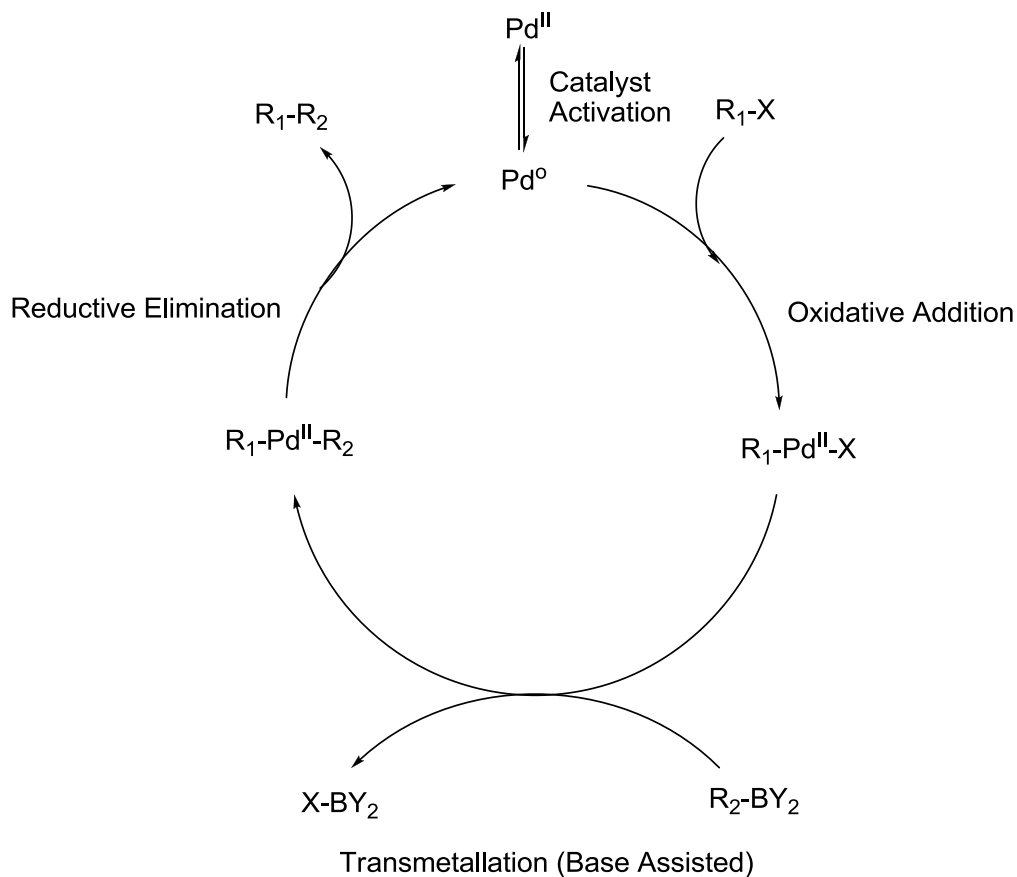 Pd^II
Catalyst
Activation
R₁-R₂
R₁-X
Pd^o
Reductive Elimination
Oxidative Addition
R₁-Pd^II-R₂
R₁-Pd^II-X
X-BY₂
R₂-BY₂
Transmetallation (Base Assisted)